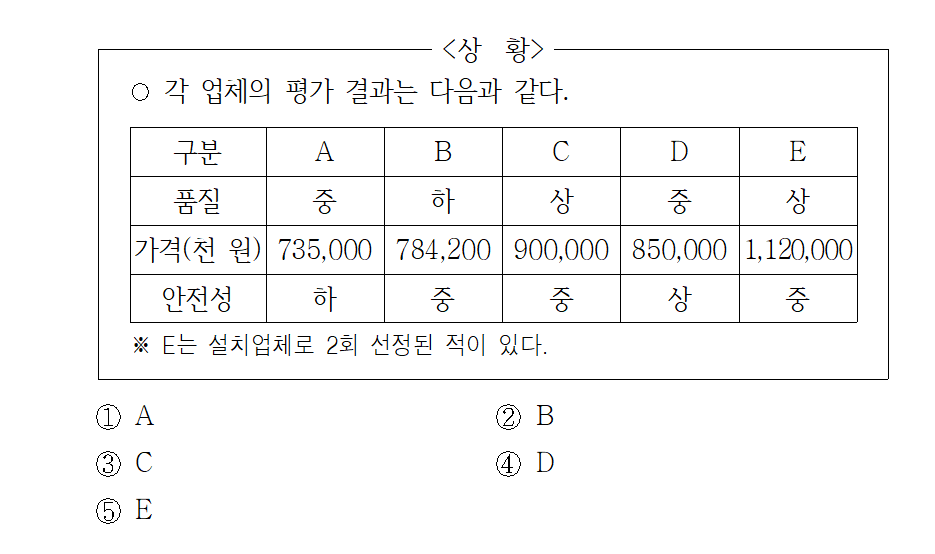 <상 황>
○ 각 업체의 평가 결과는 다음과 같다.
구분 A B C D E
품질 중 하 상 중 상
가격(천 원) 735,000 784,200 900,000 850,000 1,120,000
안전성 하 중 중 상 중
※ E는 설치업체로 2회 선정된 적이 있다.
① A ② B
③ C ④ D
⑤ E